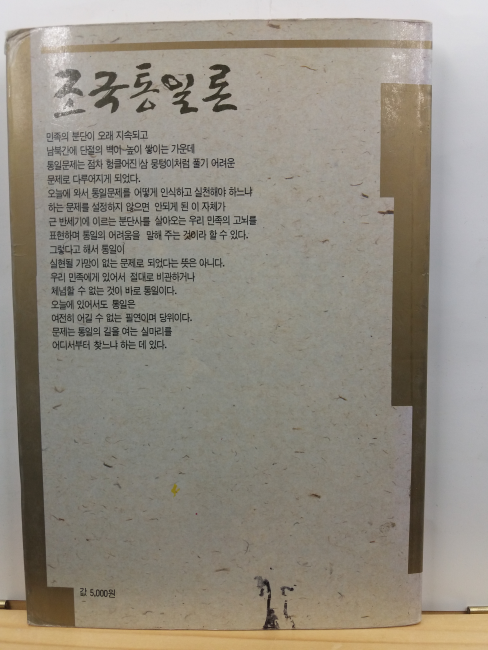 조국통일론
민족의 분단이 오래 지속되고
남북간에 단절의 벽이 높이 쌓이는 가운데
통일문제는 점차 헝클어진 삼 뭉텅이처럼 풀기 어려운
문제로 다루어지게 되었다.
오늘에 와서 통일문제를 어떻게 인식하고 실천해야 하느냐
하는 문제를 설정하지 않으면 안되게 된 이 자체가
근 반세기에 이르는 분단사를 살아오는 우리 민족의 고뇌를
표현하며 통일의 어려움을 말해 주는 것이라 할 수 있다.
그렇다고 해서 통일이
실현될 가망이 없는 문제로 되었다는 뜻은 아니다.
우리 민족에게 있어서 절대로 비관하거나
체념할 수 없는 것이 바로 통일이다.
오늘에 있어서도 통일은
여전히 어길 수 없는 필연이며 당위이다.
문제는 통일의 길을 여는 실마리를
어디서부터 찾느냐 하는 데 있다.
값 5,000원